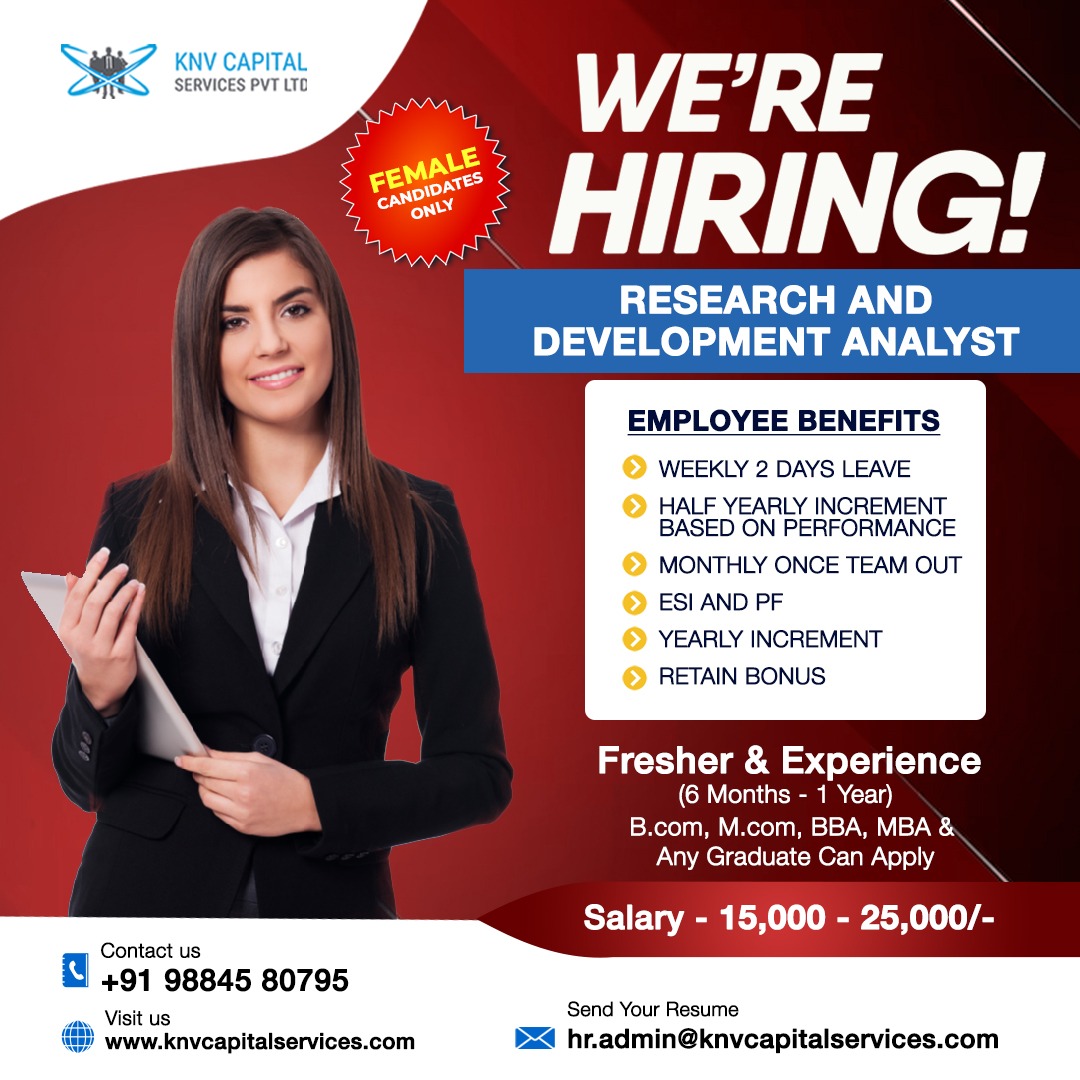 KNV CAPITAL
SERVICES PVT LTD
WE'RE
HIRING!
FEMALE
CANDIDATES
ONLY
RESEARCH AND
DEVELOPMENT ANALYST
EMPLOYEE BENEFITS
WEEKLY 2 DAYS LEAVE
HALF YEARLY INCREMENT
BASED ON PERFORMANCE
MONTHLY ONCE TEAM OUT
ESI AND PF
YEARLY INCREMENT
RETAIN BONUS
Fresher & Experience
(6 Months - 1 Year)
B.com, M.com, BBA, MBA &
Any Graduate Can Apply
Salary - 15,000 - 25,000/-
Contact us
+91 98845 80795
Visit us
www.knvcapitalservices.com
Send Your Resume
hr.admin@knvcapitalservices.com